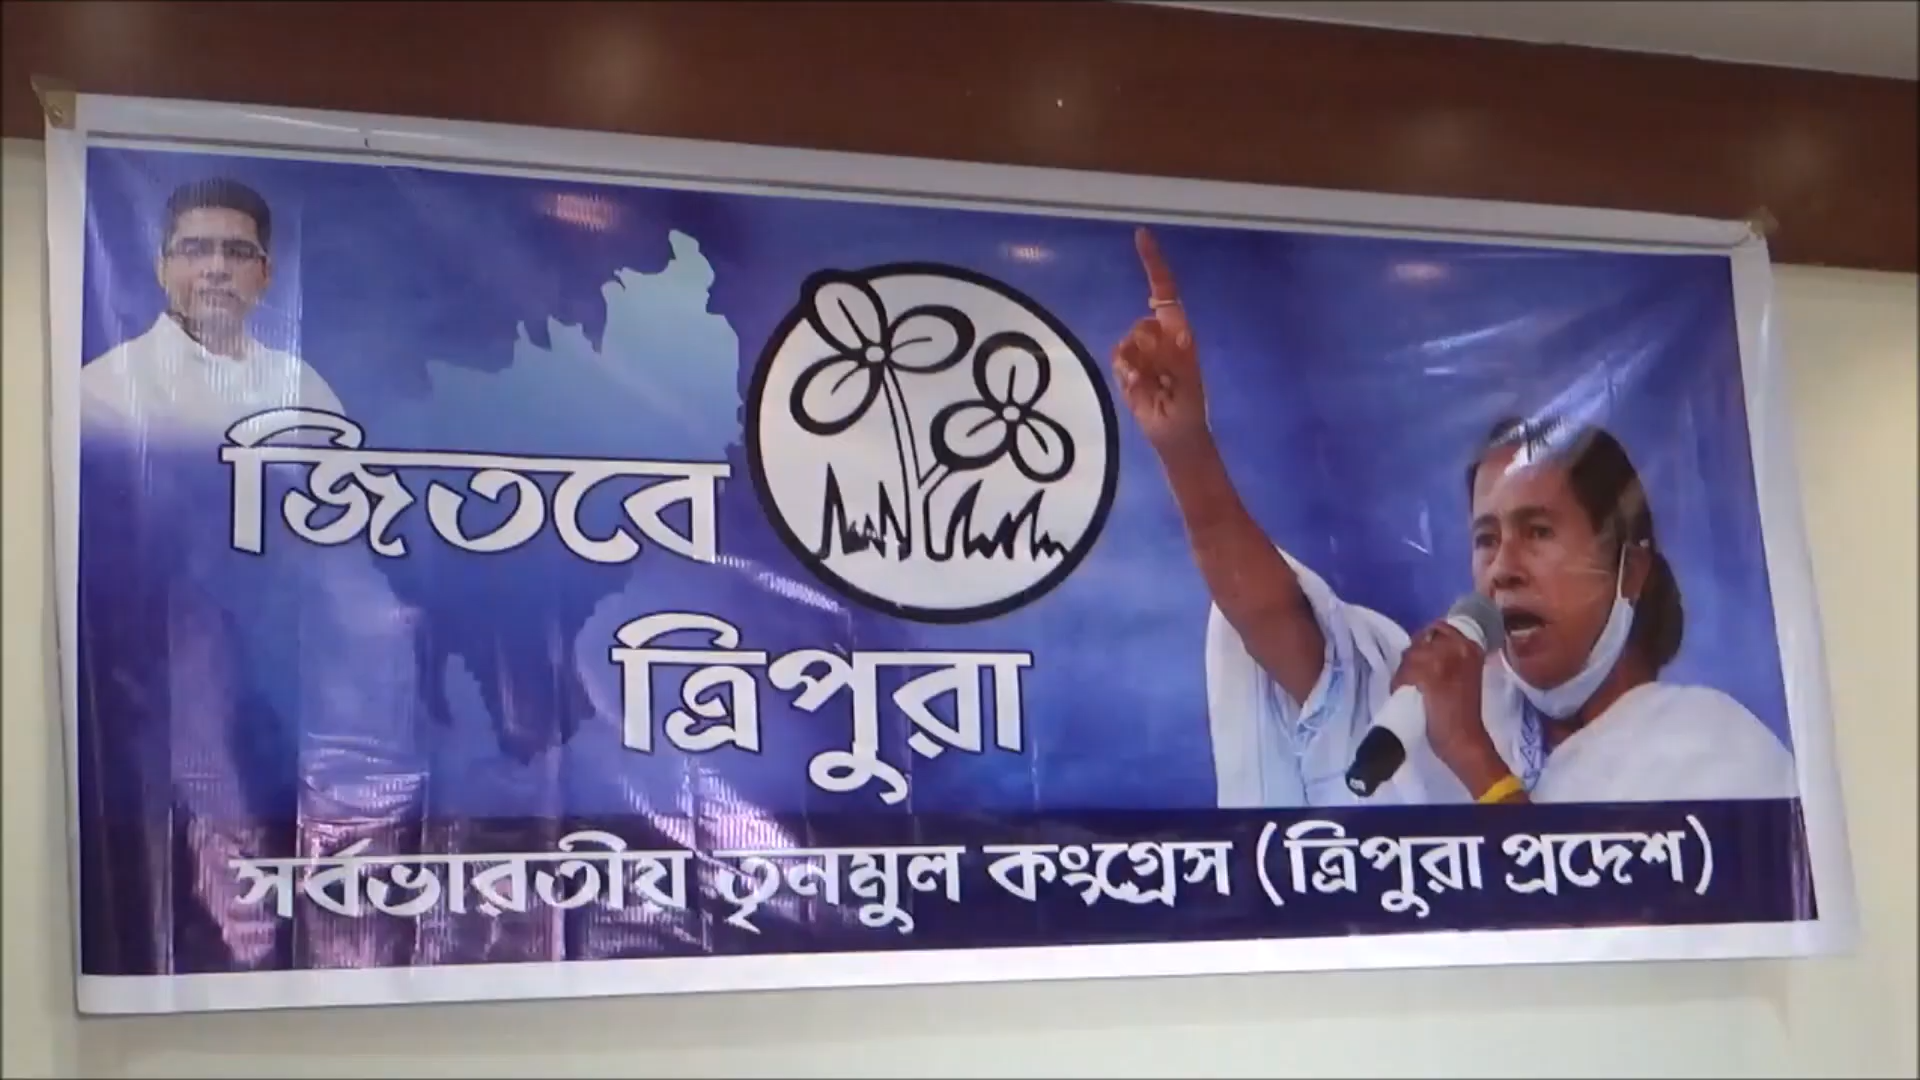 জিতবে
ত্রিপুরা
সর্বভারতীয় তৃনমুল কংগ্রেস (ত্রিপুরা প্রদেশ)